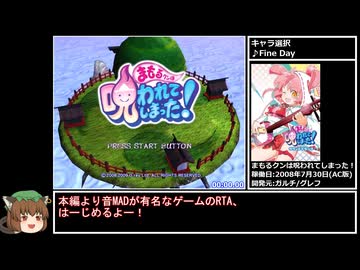 まもるクンは
呪われて
しまった!
PRESS START BUTTON
00:00.00
キャラ選択
♪Fine Day
まもるクンは呪われてしまった!
稼働日:2008年7月30日(AC版)
開発元:ガルチ/グレフ
本編より音MADが有名なゲームのRTA、
はーじめるよー!